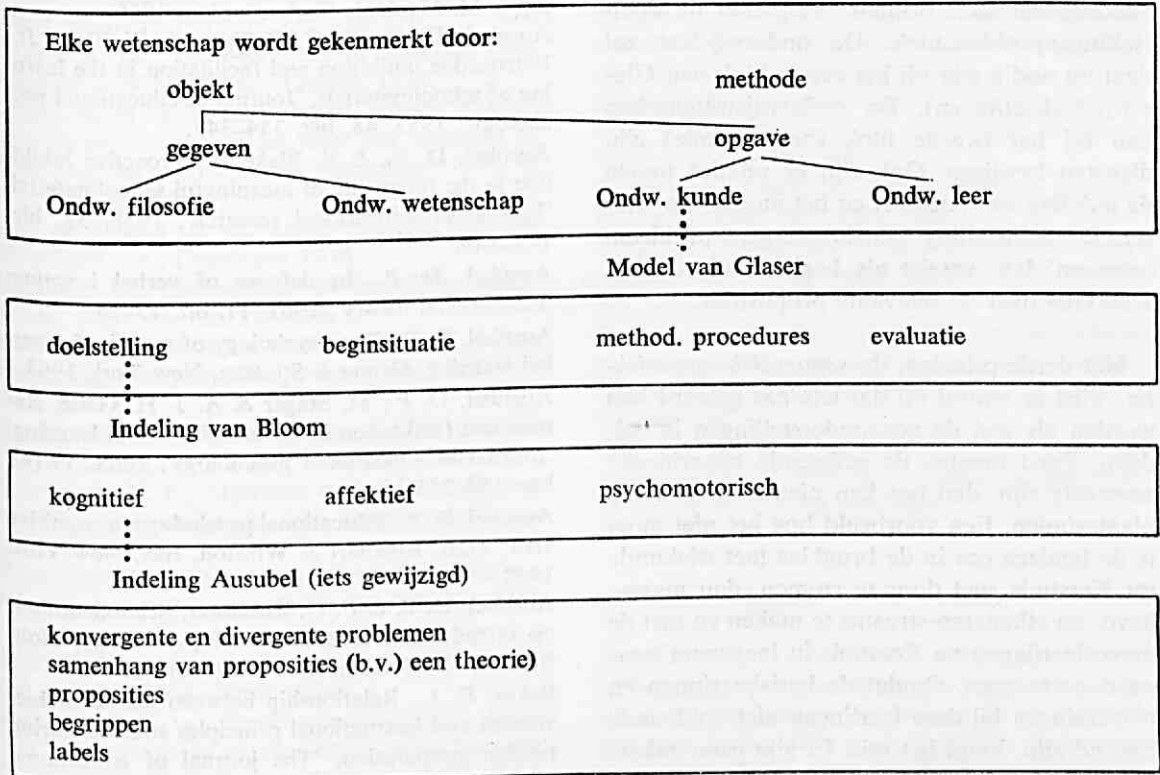 Elke wetenschap wordt gekenmerkt door:
objekt methode
gegeven opgave
Ondw. filosofie Ondw. wetenschap Ondw. kunde Ondw. leer
Model van Glaser
doelstelling beginsituatie method. procedures evaluatie
Indeling van Bloom
kognitief affektief psychomotorisch
Indeling Ausubel (iets gewijzigd)
konvergente en divergente problemen
samenhang van proposities (b.v.) een theorie)
proposities
begrippen
labels